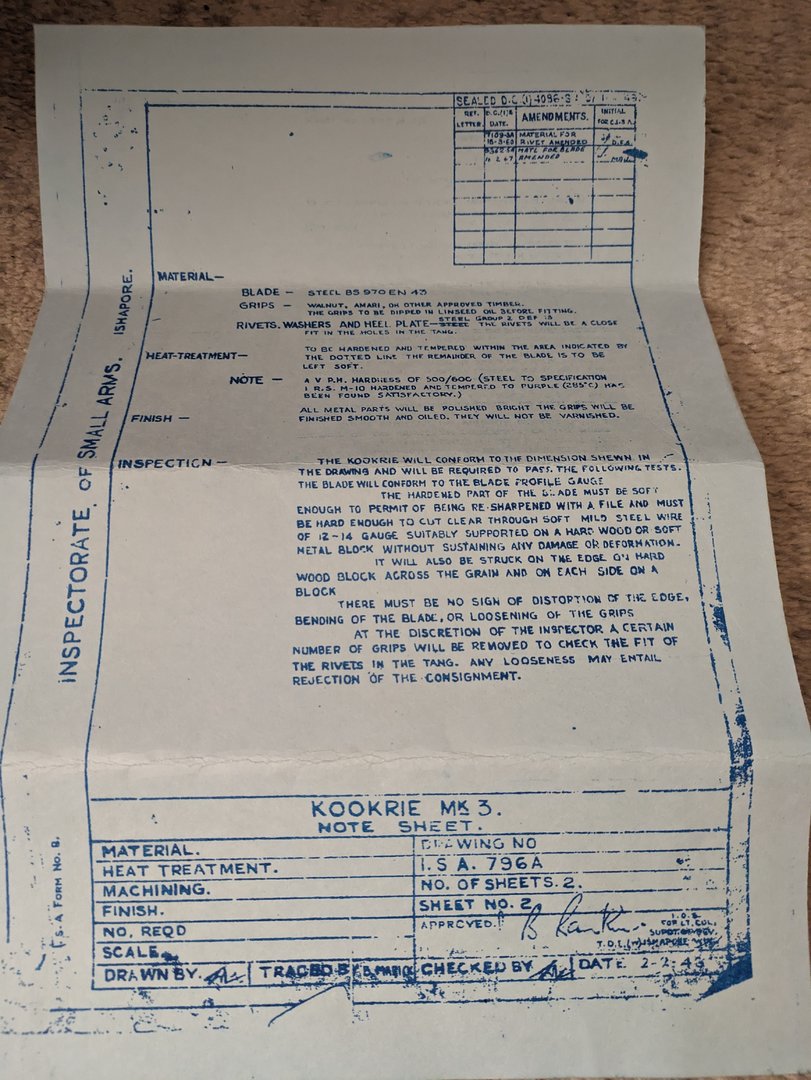 SEALED D.C.(I) 4096-S
REF. LETTER. D.C.(I)'S DATE. AMENDMENTS. INITIAL FOR C.I.S.A.
MATERIAL FOR
RIVET AMENDED
MATL FOR BLADE
AMENDED
MATERIAL—
BLADE — STEEL BS 970 EN 43
GRIPS — WALNUT, AMARI, OR OTHER APPROVED TIMBER.
THE GRIPS TO BE DIPPED IN LINSEED OIL BEFORE FITTING.
STEEL GROUP 2 DEF 13
RIVETS, WASHERS AND HEEL PLATE—STEEL THE RIVETS WILL BE A CLOSE
FIT IN THE HOLES IN THE TANG.
HEAT-TREATMENT— TO BE HARDENED AND TEMPERED WITHIN THE AREA INDICATED BY
THE DOTTED LINE THE REMAINDER OF THE BLADE IS TO BE
LEFT SOFT.
NOTE — A V P.H. HARDNESS OF 500/600 (STEEL TO SPECIFICATION
I R.S. M-10 HARDENED AND TEMPERED TO PURPLE (285°C) HAS
BEEN FOUND SATISFACTORY.)
FINISH — ALL METAL PARTS WILL BE POLISHED BRIGHT THE GRIPS WILL BE
FINISHED SMOOTH AND OILED. THEY WILL NOT BE VARNISHED.
INSPECTION — THE KOOKRIE WILL CONFORM TO THE DIMENSION SHEWN IN
THE DRAWING AND WILL BE REQUIRED TO PASS. THE FOLLOWING TESTS.
THE BLADE WILL CONFORM TO THE BLADE PROFILE GAUGE
THE HARDENED PART OF THE BLADE MUST BE SOFT
ENOUGH TO PERMIT OF BEING RE-SHARPENED WITH A FILE AND MUST
BE HARD ENOUGH TO CUT CLEAR THROUGH SOFT MILD STEEL WIRE
OF 12-14 GAUGE SUITABLY SUPPORTED ON A HARD WOOD OR SOFT
METAL BLOCK WITHOUT SUSTAINING ANY DAMAGE OR DEFORMATION.
IT WILL ALSO BE STRUCK ON THE EDGE ON HARD
WOOD BLOCK ACROSS THE GRAIN AND ON EACH SIDE ON A
BLOCK
THERE MUST BE NO SIGN OF DISTORTION OF THE EDGE,
BENDING OF THE BLADE, OR LOOSENING OF THE GRIPS
AT THE DISCRETION OF THE INSPECTOR A CERTAIN
NUMBER OF GRIPS WILL BE REMOVED TO CHECK THE FIT OF
THE RIVETS IN THE TANG. ANY LOOSENESS MAY ENTAIL
REJECTION OF THE CONSIGNMENT.
INSPECTORATE OF SMALL ARMS, ISHAPORE.
I.S.A FORM NO. 8.
KOOKRIE MK 3.
NOTE SHEET.
MATERIAL. DRAWING NO
HEAT TREATMENT. I.S A. 796A
MACHINING. NO. OF SHEETS. 2.
FINISH. SHEET NO. 2
NO. REQD APPROVED.
FOR LT. COL,
SCALE
DRAWN BY. TRACED BY CHECKED BY DATE 2-2-43